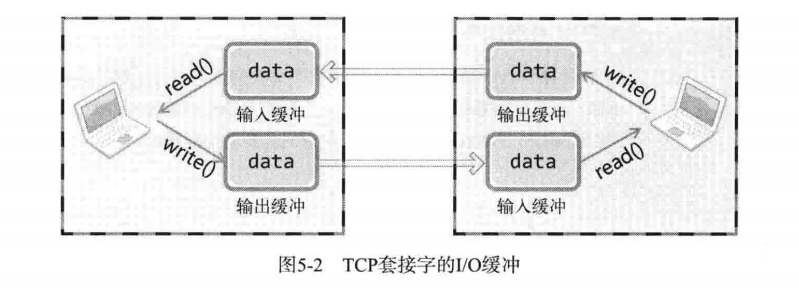 read()
data
输入缓冲
data
输出缓冲
write()
write()
data
输出缓冲
data
输入缓冲
read()
图5-2 TCP套接字的I/O缓冲